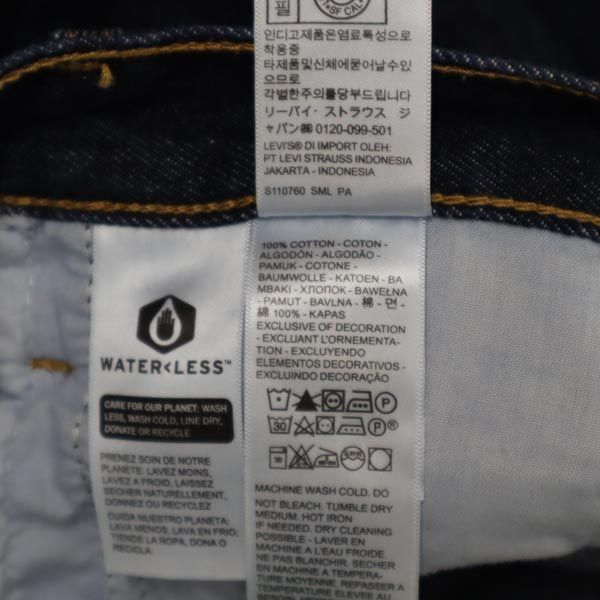 필
SF CAL
인디고제품은염료특성으로
착용중
타제품및신체에묻어날수있
으므로
각별한주의를당부드립니다
リーバイ・ストラウス ジ
ャパン㈱ 0120-099-501
LEVI'S® DI IMPORT OLEH:
PT LEVI STRAUSS INDONESIA
JAKARTA - INDONESIA
S110760 SML PA
WATER<LESS™
CARE FOR OUR PLANET: WASH
LESS, WASH COLD, LINE DRY,
DONATE OR RECYCLE
PRENEZ SOIN DE NOTRE
PLANETE: LAVEZ MOINS,
LAVEZ A FROID, LAISSEZ
SECHER NATURELLEMENT,
DONNEZ OU RECYCLEZ
CUIDA NUESTRO PLANETA:
LAVA MENOS, LAVA EN FRIO,
TIENDE LA ROPA, DONA O
RECICLA.
100% COTTON - COTON -
ALGODÓN - ALGODÃO -
PAMUK - COTONE -
BAUMWOLLE - KATOEN - BA
MBAKI - ХЛОПОК - BAWEŁNA
- PAMUT - BAVLNA - 棉 - 면 -
綿 100% - KAPAS
EXCLUSIVE OF DECORATION
- EXCLUANT L'ORNEMENTA-
TION - EXCLUYENDO
ELEMENTOS DECORATIVOS -
EXCLUINDO DECORAÇÃO
P
30 P®
MACHINE WASH COLD. DO
NOT BLEACH. TUMBLE DRY
MEDIUM. HOT IRON
IF NEEDED. DRY CLEANING
POSSIBLE - LAVER EN
MACHINE A L'EAU FROIDE.
NE PAS BLANCHIR. SECHER
EN MACHINE A TEMPERA-
TURE MOYENNE. REPASSER A
TEMPERATURE ELEVEE AU